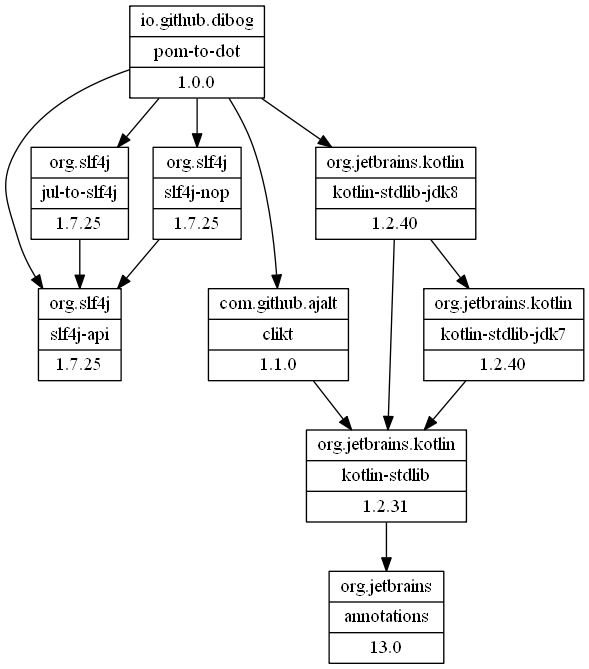 io.github.dibog
pom-to-dot
1.0.0
org.slf4j
jul-to-slf4j
1.7.25
org.slf4j
slf4j-nop
1.7.25
org.jetbrains.kotlin
kotlin-stdlib-jdk8
1.2.40
org.slf4j
slf4j-api
1.7.25
com.github.ajalt
clikt
1.1.0
org.jetbrains.kotlin
kotlin-stdlib-jdk7
1.2.40
org.jetbrains.kotlin
kotlin-stdlib
1.2.31
org.jetbrains
annotations
13.0